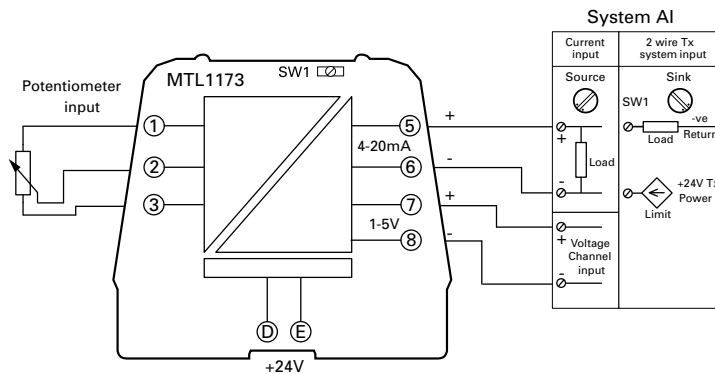 System AI
Current
input
2 wire Tx
system input
Source
Sink
SW1
-ve
Load
Return
+
Load
-
+24V Tx
Power
Limit
+
Voltage
Channel
input
-
Potentiometer
input
MTL1173
SW1
1
2
3
5
4-20mA
6
7
1-5V
8
+
-
+
-
D
E
+24V